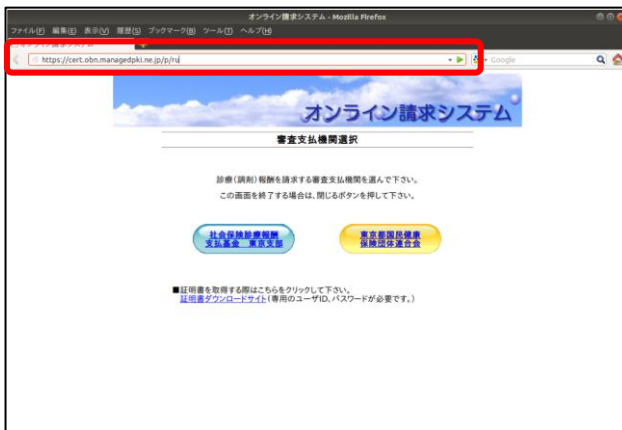 オンライン請求システム - Mozilla Firefox
ファイル(F) 編集(E) 表示(V) 履歴(S) ブックマーク(B) ツール(T) ヘルプ(H)
https://cert.obn.managedpki.ne.jp/p/ru
Google
オンライン請求システム
審査支払機関選択
診療(調剤)報酬を請求する審査支払機関を選んで下さい。
この画面を終了する場合は、閉じるボタンを押して下さい。
社会保険診療報酬
支払基金 東京支部
東京都国民健康
保険団体連合会
■証明書を取得する際はこちらをクリックして下さい。
証明書ダウンロードサイト(専用のユーザID、パスワードが必要です。)